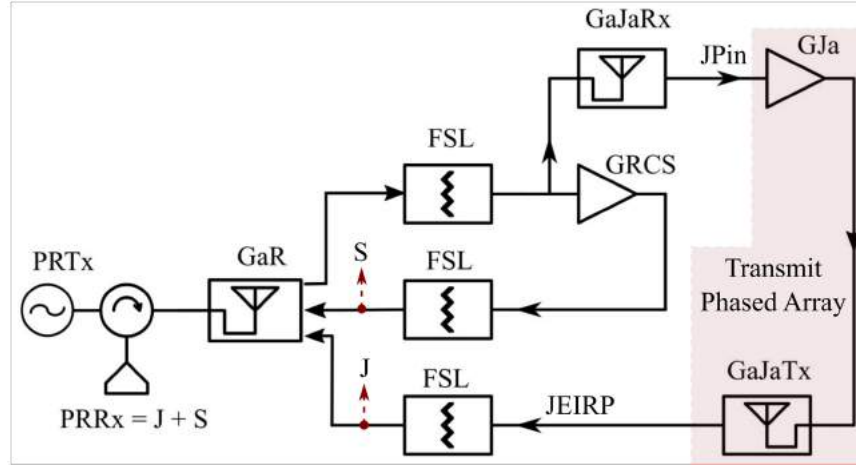 GaJaRx
GJa
JPin
FSL
GRCS
GaR
PRTx
S
FSL
Transmit
Phased Array
J
FSL
GaJaTx
JEIRP
PRRx = J + S